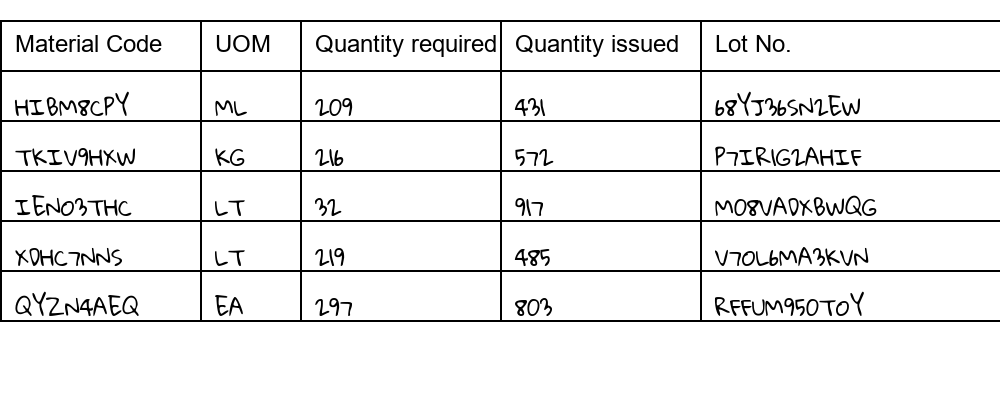 Material Code UOM Quantity required Quantity issued Lot No.
HIBM8CPY ML 209 431 68YJ36SN2EW
TKIV9HXW KG 216 572 P7IR1G2AHIF
IENO3THC LT 32 917 MO8VADXBWQG
XDHC7NNS LT 219 485 V7OL6MA3KVN
QYZN4AEQ EA 297 803 RFFUM95OTOY